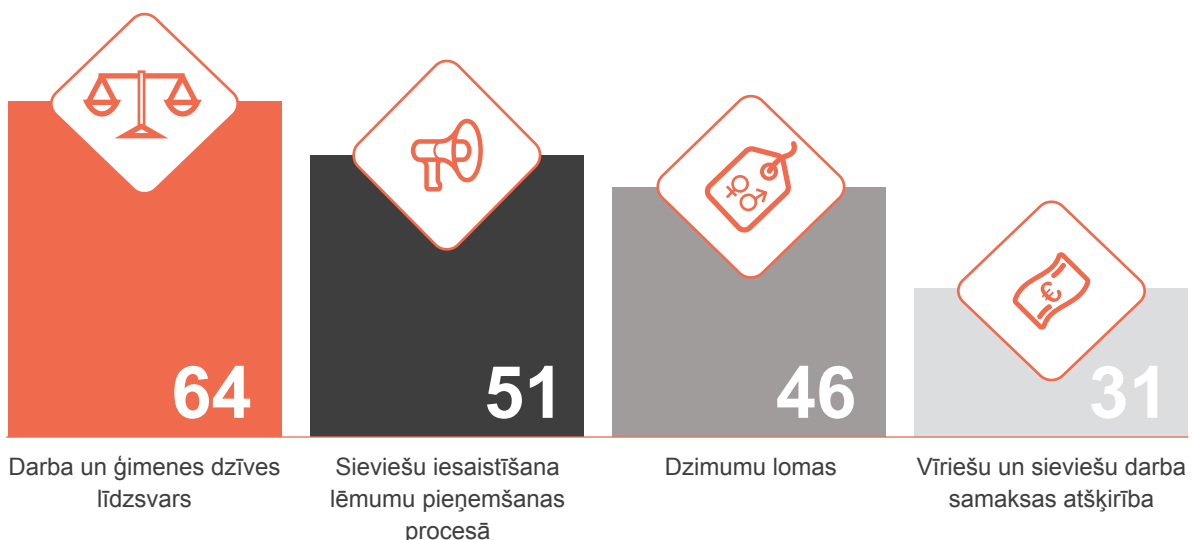 64
51
46
31
Darba un ģimenes dzīves
līdzsvars
Sieviešu iesaistīšana
lēmumu pieņemšanas
procesā
Dzimumu lomas
Vīriešu un sieviešu darba
samaksas atšķirība